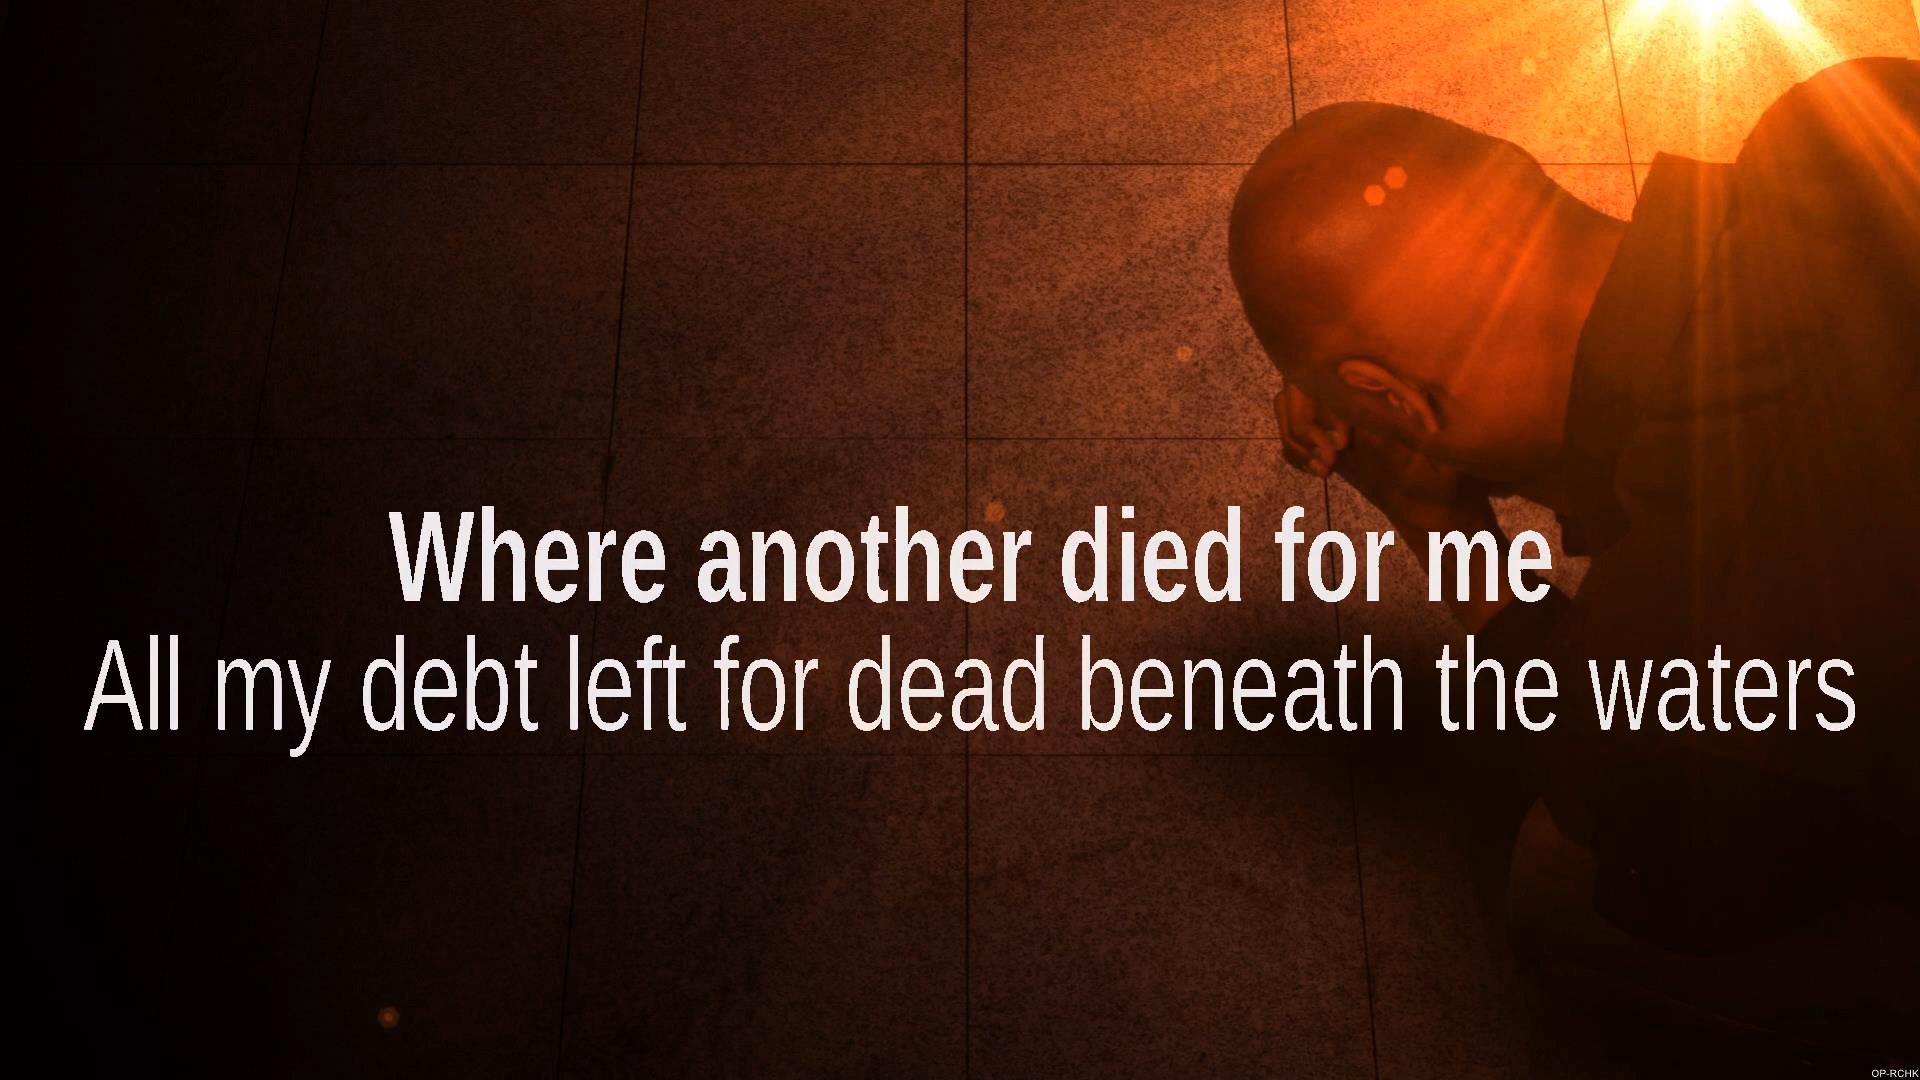 Where another died for me
All my debt left for dead beneath the waters
OP-RCHK